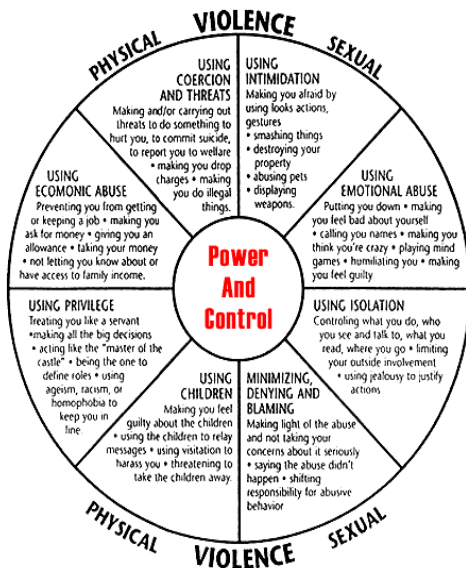 PHYSICAL VIOLENCE SEXUAL
USING
COERCION
AND THREATS
Making and/or carrying out
threats to do something to
hurt you, to commit suicide,
to report you to welfare
• making you drop
charges • making
you do illegal
things.
USING
INTIMIDATION
Making you afraid by
using looks actions,
gestures
• smashing things
• destroying your
property
• abusing pets
• displaying
weapons.
USING
ECOMONIC ABUSE
Preventing you from getting
or keeping a job • making you
ask for money • giving you an
allowance • taking your money
• not letting you know about or
have access to family income.
USING
EMOTIONAL ABUSE
Putting you down • making
you feel bad about yourself
• calling you names • making you
think you're crazy • playing mind
games • humiliating you • making
you feel guilty
Power
And
Control
USING PRIVILEGE
Treating you like a servant
•making all the big decisions
• acting like the "master of the
castle" • being the one to
define roles • using
ageism, racism, or
homophobia to
keep you in
line.
USING ISOLATION
Controling what you do, who
you see and talk to, what you
read, where you go • limiting
your outside involvement
• using jealousy to justify
actions
USING
CHILDREN
Making you feel
guilty about the children
• using the children to relay
messages • using visitation to
harass you • threatening to
take the children away.
MINIMIZING,
DENYING AND
BLAMING
Making light of the abuse
and not taking your
concerns about it seriously
• saying the abuse didn't
happen • shifting
responsibility for abusive
behavior
PHYSICAL VIOLENCE SEXUAL